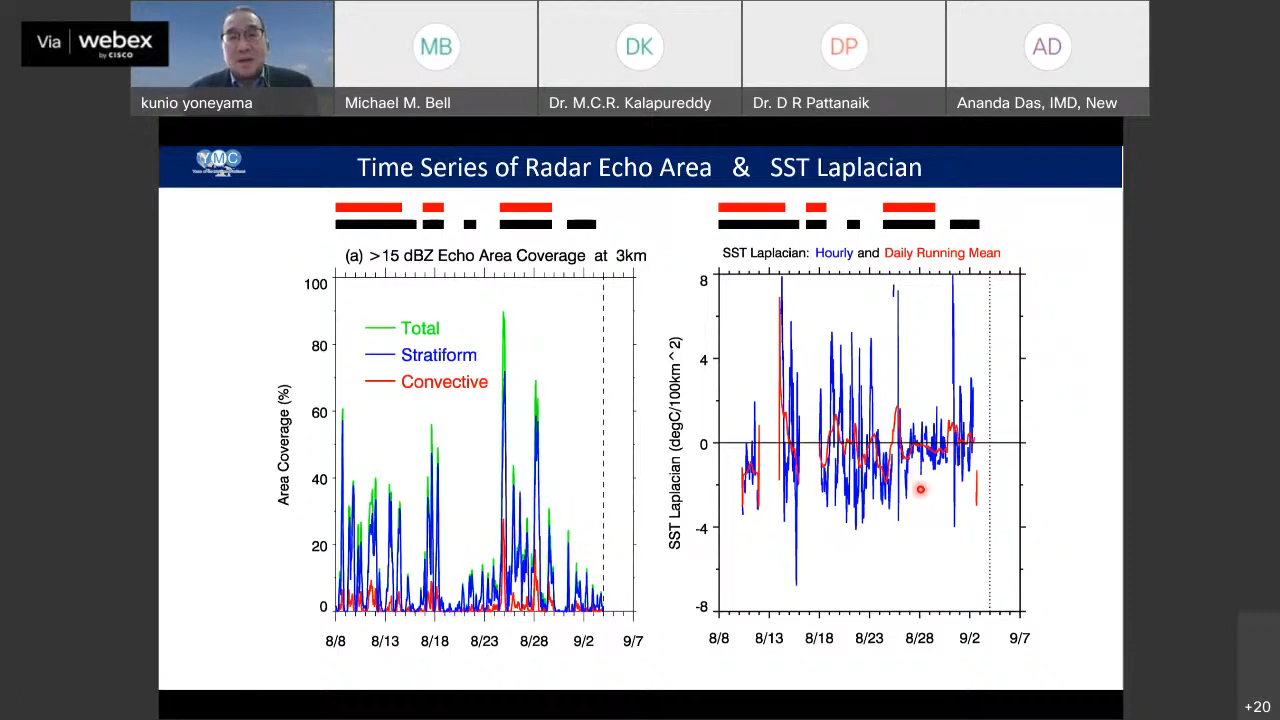 Via webex
by CISCO
MB
DK
DP
AD
kunio yoneyama
Michael M. Bell
Dr. M.C.R. Kalapureddy
Dr. D R Pattanaik
Ananda Das, IMD, New
YMC
Time Series of Radar Echo Area & SST Laplacian
(a) >15 dBZ Echo Area Coverage at 3km
100
80
60
40
20
0
Area Coverage (%)
Total
Stratiform
Convective
8/8 8/13 8/18 8/23 8/28 9/2 9/7
SST Laplacian: Hourly and Daily Running Mean
8
4
0
-4
-8
SST Laplacian (degC/100km^2)
8/8 8/13 8/18 8/23 8/28 9/2 9/7
+20